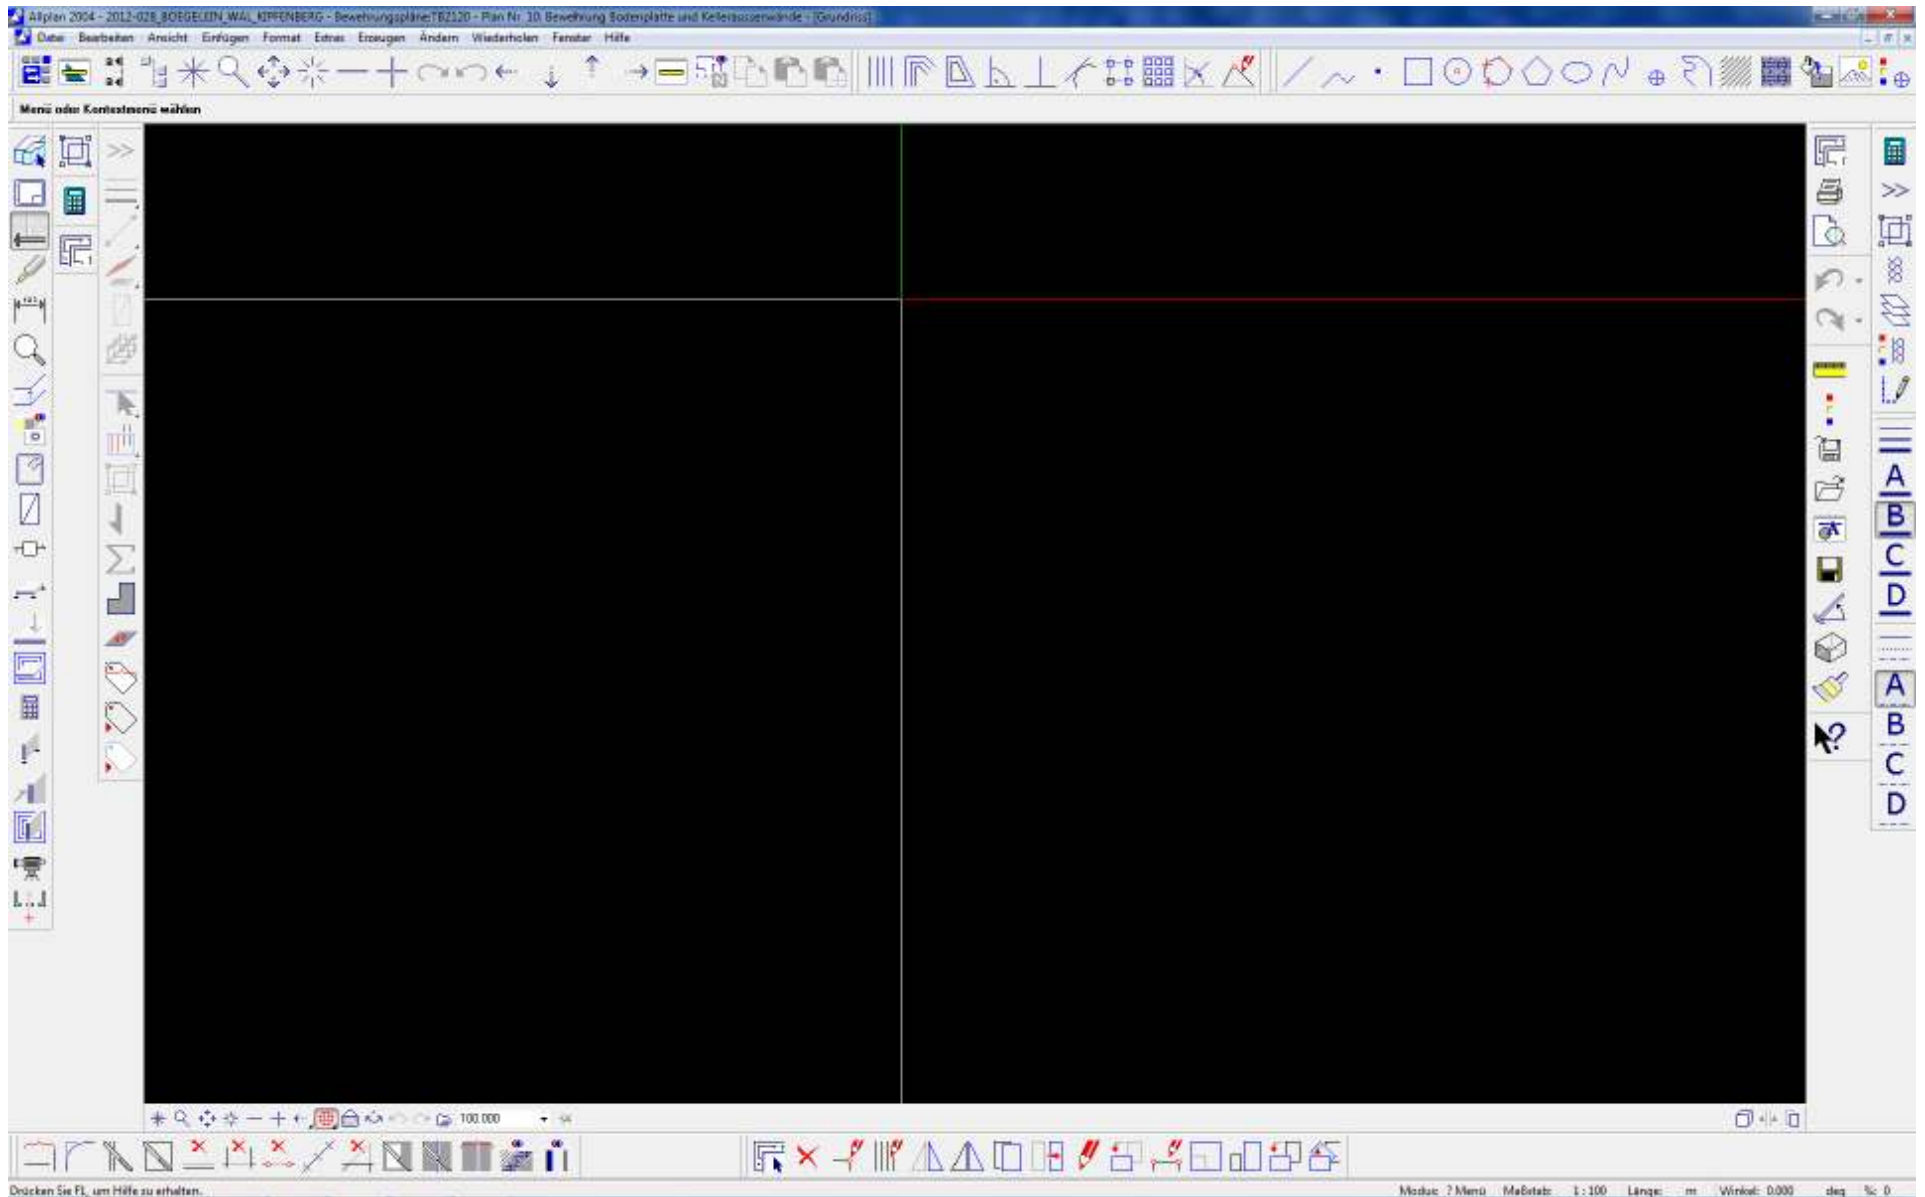 Allplan 2004 - 2012-028_BOEGELEIN_WAL_KIPFENBERG - Bewehrungspläne:TB2120 - Plan Nr. 10: Bewehrung Bodenplatte und Kelleraussenwände - [Grundriss]
Datei Bearbeiten Ansicht Einfügen Format Extras Erzeugen Ändern Wiederholen Fenster Hilfe
Menü oder Kontextmenü wählen
A
B
C
D
A
B
C
D
100.000
Drücken Sie F1, um Hilfe zu erhalten.
Modus: ? Menü Maßstab: 1 : 100 Länge: m Winkel: 0.000 deg %: 0